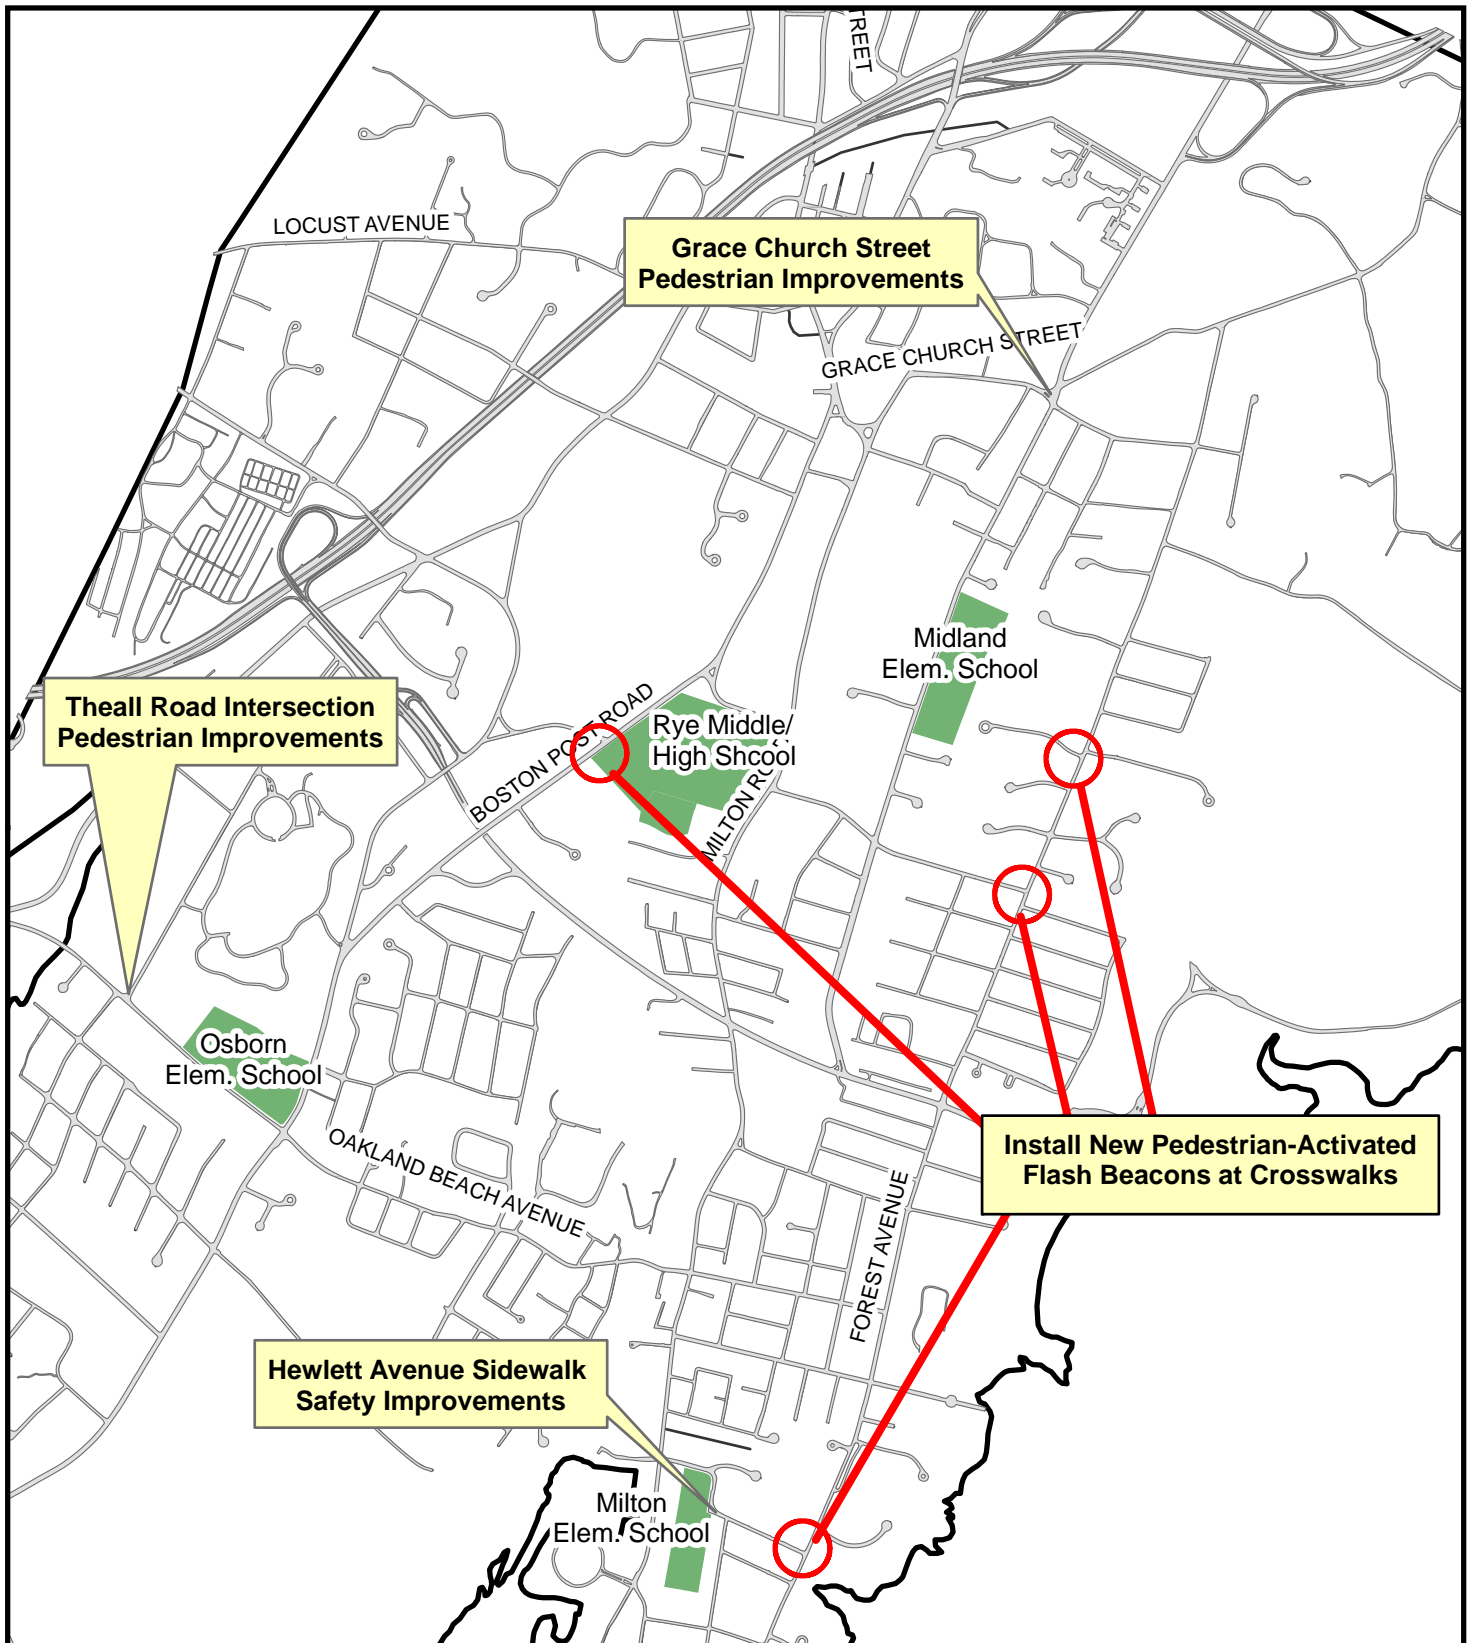 TREET
LOCUST AVENUE
Grace Church Street
Pedestrian Improvements
GRACE CHURCH STREET
Midland
Elem. School
Theall Road Intersection
Pedestrian Improvements
BOSTON POST ROAD
Rye Middle/
High Shcool
MILTON RO
Osborn
Elem. School
Install New Pedestrian-Activated
Flash Beacons at Crosswalks
OAKLAND BEACH AVENUE
FOREST AVENUE
Hewlett Avenue Sidewalk
Safety Improvements
Milton
Elem. School